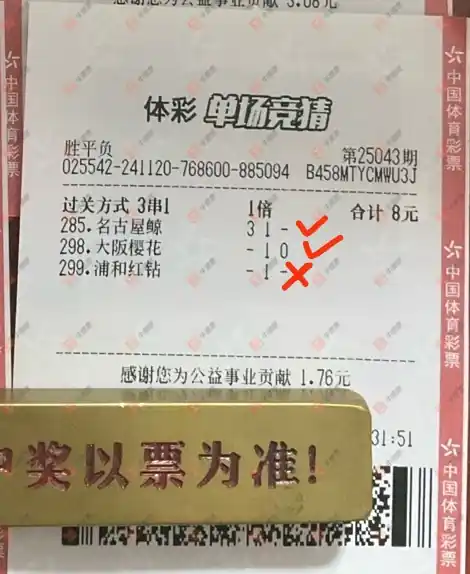 感谢您为公益事业贡献 3.08元
体彩 单场竞猜
胜平负 第25043期
025542-241120-768600-885094 B458MTYCMWU3J
过关方式 3串1 1倍 合计 8元
285.名古屋鲸 3 1 -
298.大阪樱花 - 1 0
299.浦和红钻 - 1 -
感谢您为公益事业贡献 1.76元
31:51
奖以票为准!
中国体育彩票
中国体育彩票
中国体育彩票
中国体育彩票